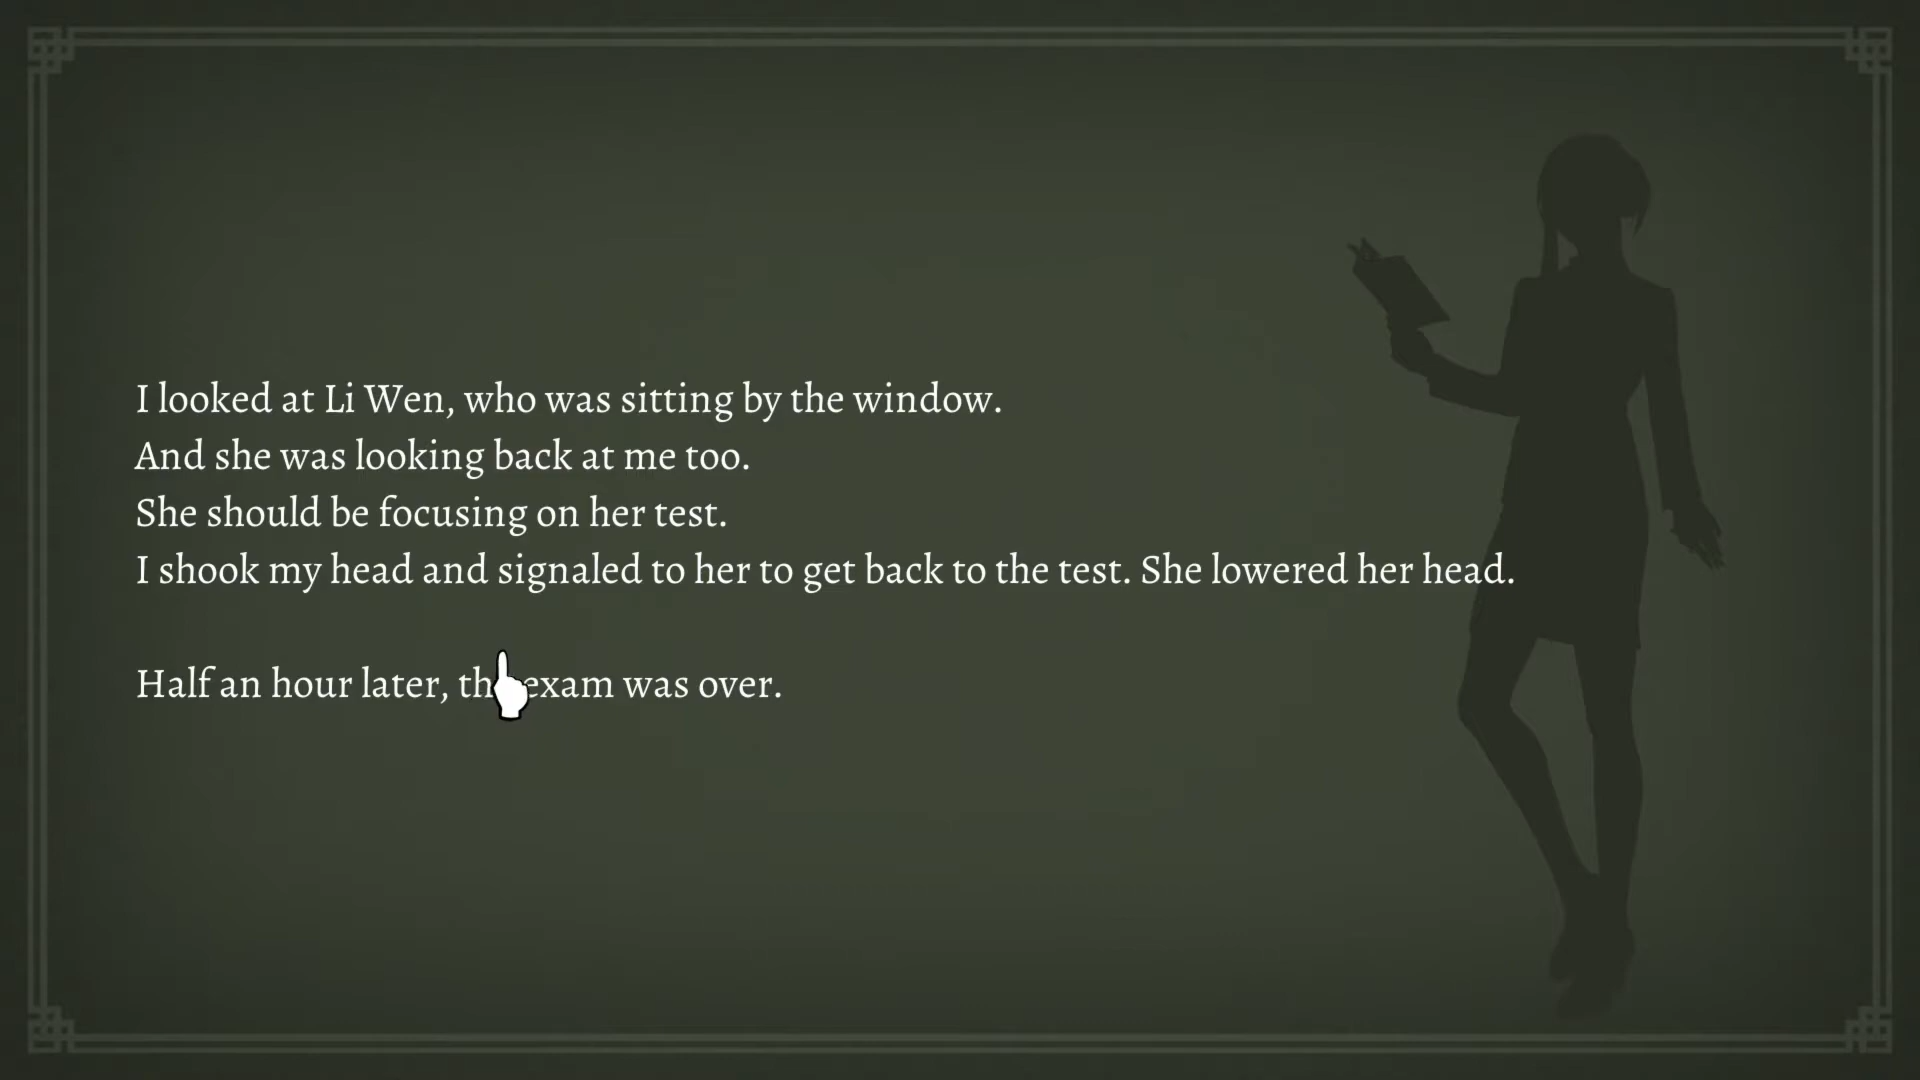 I looked at Li Wen, who was sitting by the window.
And she was looking back at me too.
She should be focusing on her test.
I shook my head and signaled to her to get back to the test. She lowered her head.
Half an hour later, exam was over.